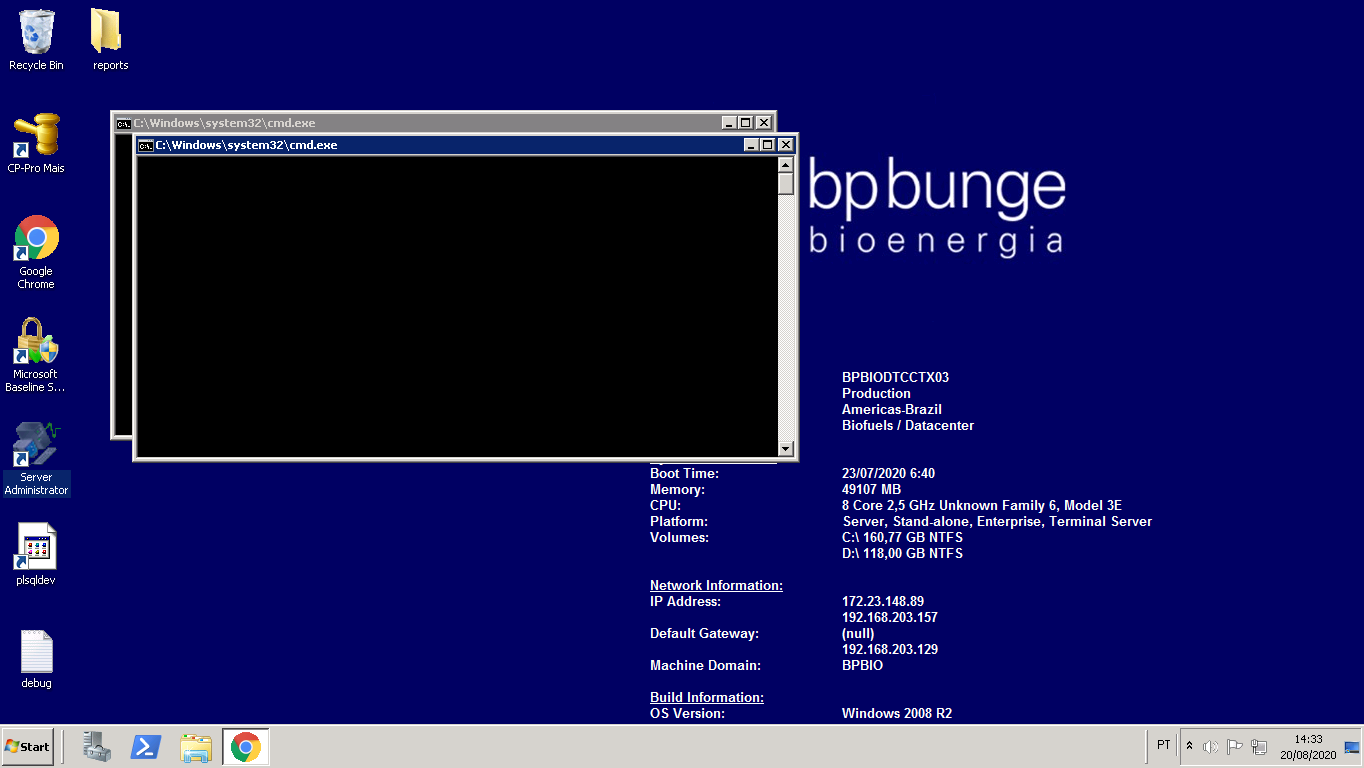 Recycle Bin
reports
CP-Pro Mais
Google
Chrome
Microsoft
Baseline S...
Server
Administrator
plsqldev
debug
C:\Windows\system32\cmd.exe
C:\Windows\system32\cmd.exe
bp bunge
bioenergia
BPBIODTCCTX03
Production
Americas-Brazil
Biofuels / Datacenter
Boot Time: 23/07/2020 6:40
Memory: 49107 MB
CPU: 8 Core 2,5 GHz Unknown Family 6, Model 3E
Platform: Server, Stand-alone, Enterprise, Terminal Server
Volumes: C:\ 160,77 GB NTFS
D:\ 118,00 GB NTFS
Network Information:
IP Address: 172.23.148.89
192.168.203.157
Default Gateway: (null)
192.168.203.129
Machine Domain: BPBIO
Build Information:
OS Version: Windows 2008 R2
Start
PT
14:33
20/08/2020